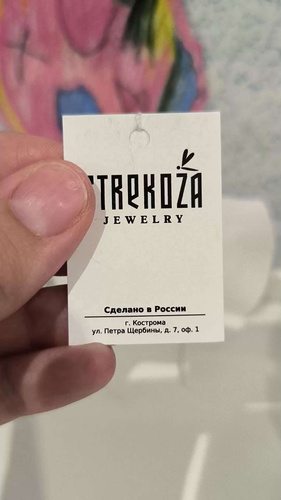 STREKOZA
JEWELRY
Сделано в России
г. Кострома
ул. Петра Щербины, д. 7, оф. 1